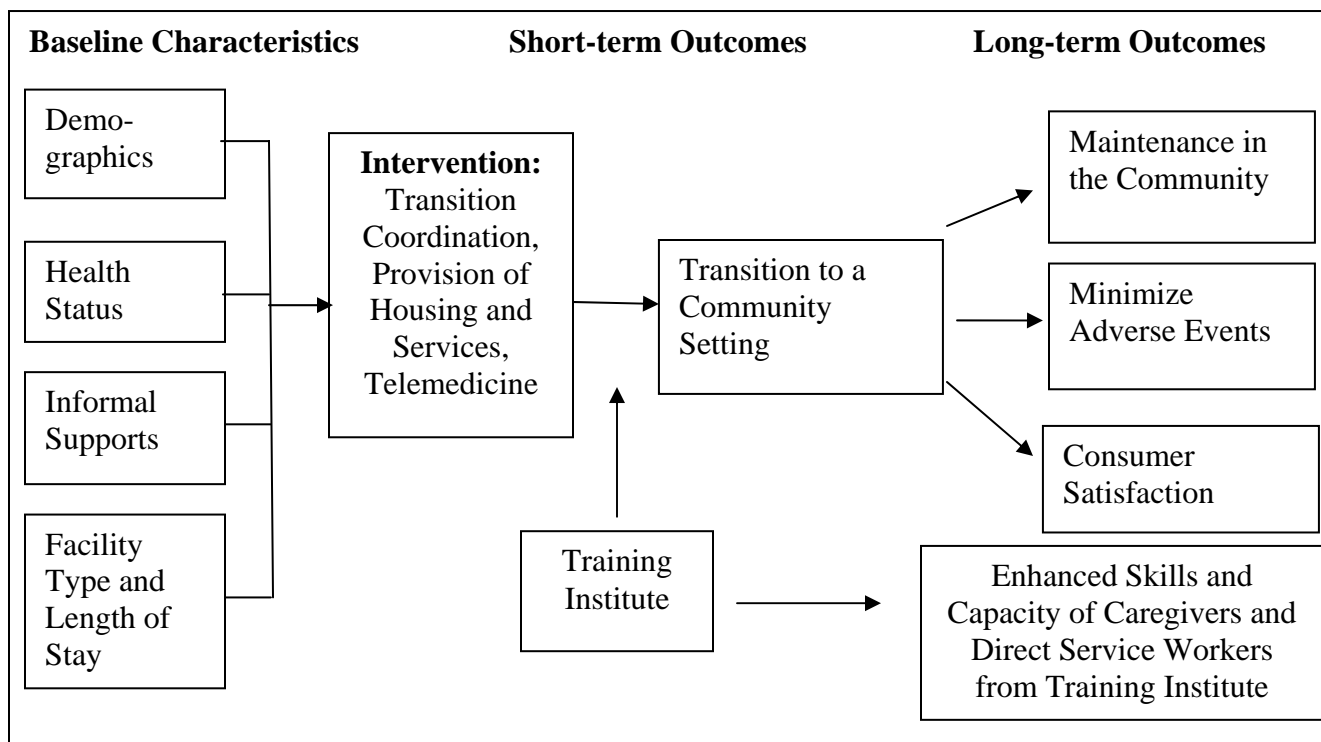 Baseline Characteristics
Short-term Outcomes
Long-term Outcomes
Demo-
graphics
Health
Status
Informal
Supports
Facility
Type and
Length of
Stay
Intervention:
Transition
Coordination,
Provision of
Housing and
Services,
Telemedicine
Transition to a
Community
Setting
Training
Institute
Maintenance in
the Community
Minimize
Adverse Events
Consumer
Satisfaction
Enhanced Skills and
Capacity of Caregivers and
Direct Service Workers
from Training Institute